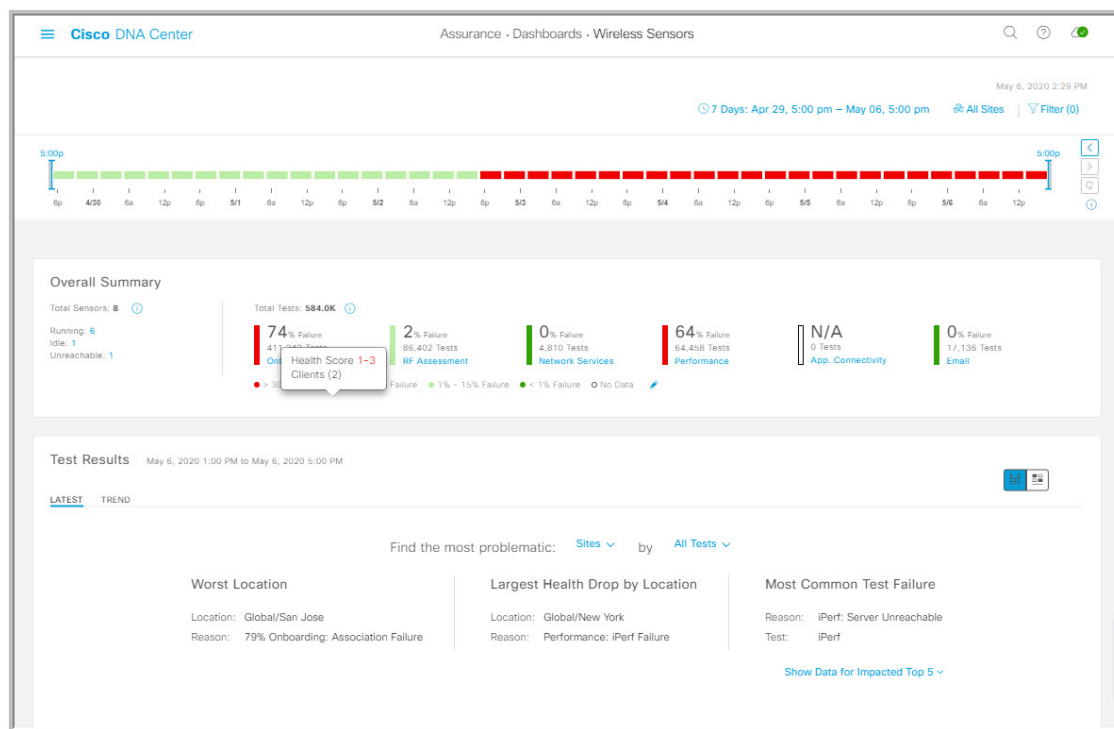 Cisco DNA Center
Assurance • Dashboards • Wireless Sensors
May 6, 2020 2:29 PM
7 Days: Apr 29, 5:00 pm – May 06, 5:00 pm
All Sites
Filter (0)
5:00p
5:00p
6p 4/30 6a 12p 6p 5/1 6a 12p 6p 5/2 6a 12p 6p 5/3 6a 12p 6p 5/4 6a 12p 6p 5/5 6a 12p 6p 5/6 6a 12p
Overall Summary
Total Sensors: 8
Running: 6
Idle: 1
Unreachable: 1
Total Tests: 584.0K
74% Failure
2% Failure
86,402 Tests
RF Assessment
0% Failure
4,810 Tests
Network Services
64% Failure
64,458 Tests
Performance
N/A
0 Tests
App. Connectivity
0% Failure
17,136 Tests
Email
Health Score 1-3
Clients (2)
Failure 1% - 15% Failure < 1% Failure No Data
Test Results May 6, 2020 1:00 PM to May 6, 2020 5:00 PM
LATEST TREND
Find the most problematic: Sites by All Tests
Worst Location
Location: Global/San Jose
Reason: 79% Onboarding: Association Failure
Largest Health Drop by Location
Location: Global/New York
Reason: Performance: iPerf Failure
Most Common Test Failure
Reason: iPerf: Server Unreachable
Test: iPerf
Show Data for Impacted Top 5